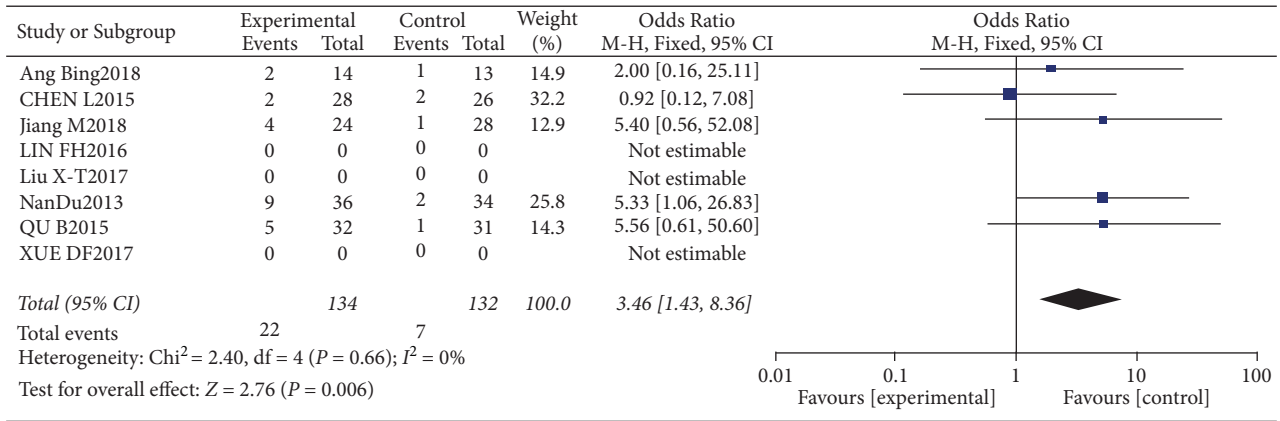 Study or Subgroup Experimental Control Weight Odds Ratio Odds Ratio
Events Total Events Total (%) M-H, Fixed, 95% CI M-H, Fixed, 95% CI
Ang Bing2018 2 14 1 13 14.9 2.00 [0.16, 25.11]
CHEN L2015 2 28 2 26 32.2 0.92 [0.12, 7.08]
Jiang M2018 4 24 1 28 12.9 5.40 [0.56, 52.08]
LIN FH2016 0 0 0 0 Not estimable
Liu X-T2017 0 0 0 0 Not estimable
NanDu2013 9 36 2 34 25.8 5.33 [1.06, 26.83]
QU B2015 5 32 1 31 14.3 5.56 [0.61, 50.60]
XUE DF2017 0 0 0 0 Not estimable
Total (95% CI) 134 132 100.0 3.46 [1.43, 8.36]
Total events 22 7
Heterogeneity: Chi² = 2.40, df = 4 (P = 0.66); I² = 0%
Test for overall effect: Z = 2.76 (P = 0.006)
0.01 0.1 1 10 100
Favours [experimental] Favours [control]